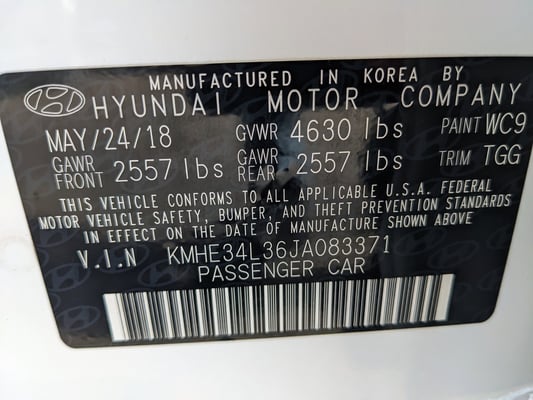 MANUFACTURED IN KOREA BY
HYUNDAI MOTOR COMPANY
MAY/24/18 GVWR 4630 lbs PAINT WC9
GAWR FRONT 2557 lbs GAWR REAR 2557 lbs TRIM TGG
THIS VEHICLE CONFORMS TO ALL APPLICABLE U.S.A. FEDERAL
MOTOR VEHICLE SAFETY, BUMPER, AND THEFT PREVENTION STANDARDS
IN EFFECT ON THE DATE OF MANUFACTURE SHOWN ABOVE
V.I.N KMHE34L36JA083371
PASSENGER CAR